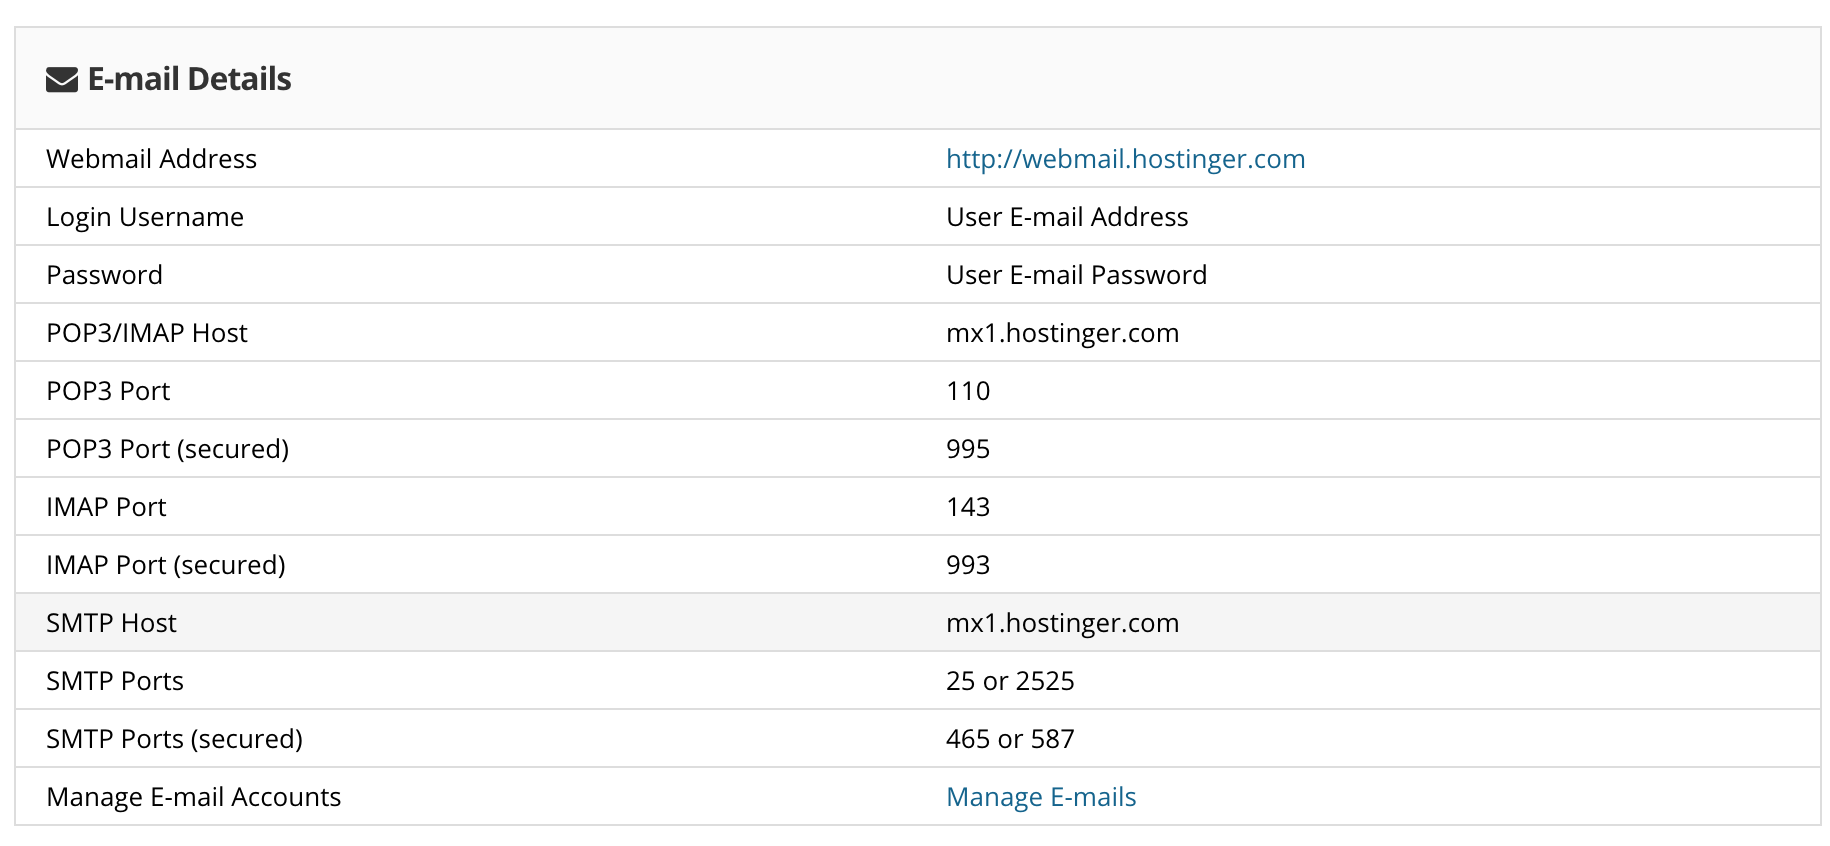 E-mail Details
Webmail Address http://webmail.hostinger.com
Login Username User E-mail Address
Password User E-mail Password
POP3/IMAP Host mx1.hostinger.com
POP3 Port 110
POP3 Port (secured) 995
IMAP Port 143
IMAP Port (secured) 993
SMTP Host mx1.hostinger.com
SMTP Ports 25 or 2525
SMTP Ports (secured) 465 or 587
Manage E-mail Accounts Manage E-mails